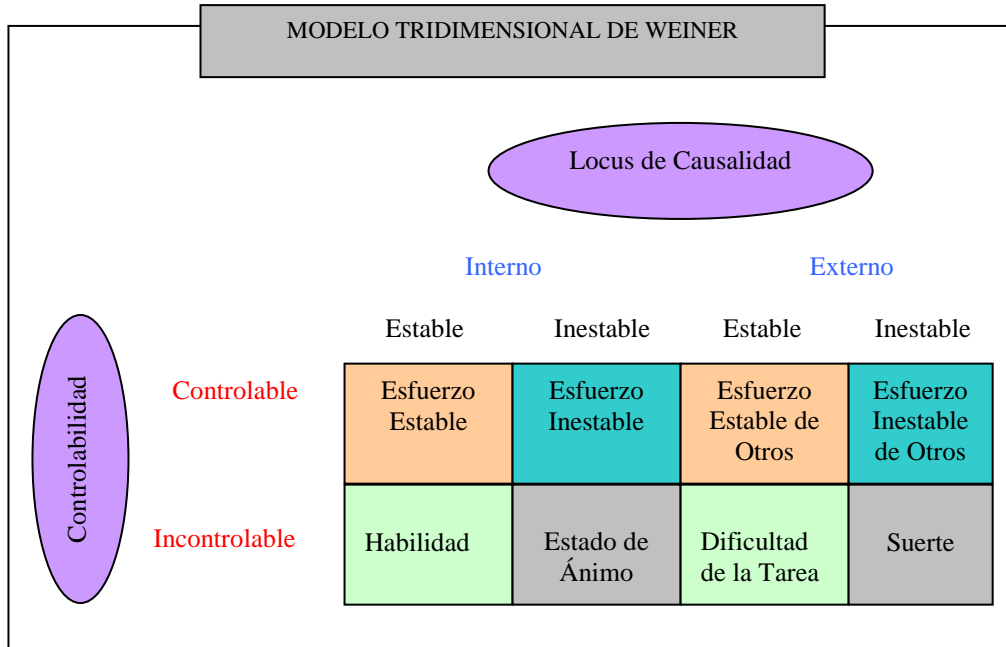 MODELO TRIDIMENSIONAL DE WEINER
Locus de Causalidad
Interno Externo
Estable Inestable Estable Inestable
Controlabilidad
Controlable
Esfuerzo
Estable
Esfuerzo
Inestable
Esfuerzo
Estable de
Otros
Esfuerzo
Inestable
de Otros
Incontrolable
Habilidad
Estado de
Ánimo
Dificultad
de la Tarea
Suerte